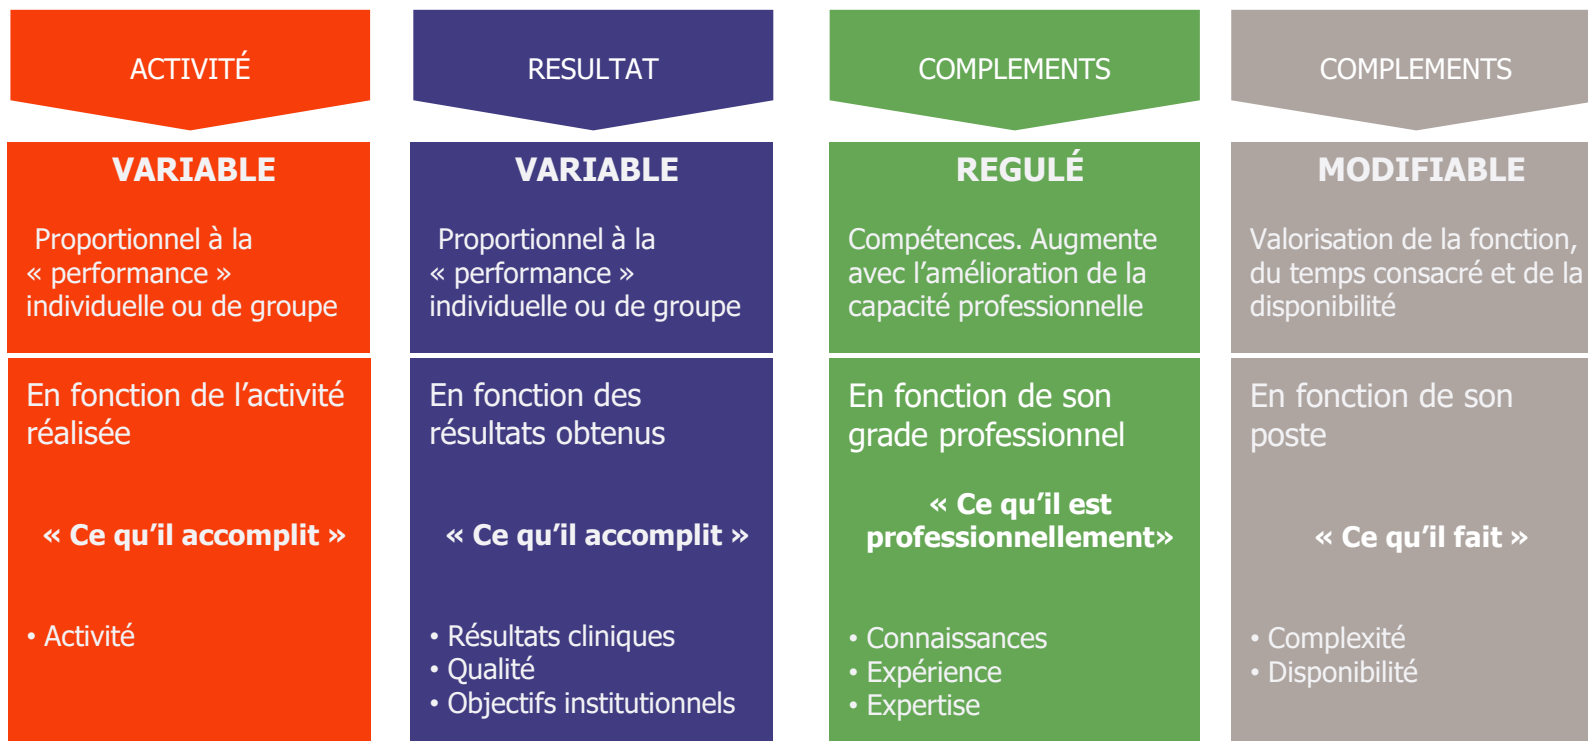 ACTIVITÉ
VARIABLE
Proportionnel à la
« performance »
individuelle ou de groupe
En fonction de l’activité
réalisée
« Ce qu’il accomplit »
• Activité
RESULTAT
VARIABLE
Proportionnel à la
« performance »
individuelle ou de groupe
En fonction des
résultats obtenus
« Ce qu’il accomplit »
• Résultats cliniques
• Qualité
• Objectifs institutionnels
COMPLEMENTS
REGULÉ
Compétences. Augmente
avec l’amélioration de la
capacité professionnelle
En fonction de son
grade professionnel
« Ce qu’il est
professionnellement»
• Connaissances
• Expérience
• Expertise
COMPLEMENTS
MODIFIABLE
Valorisation de la fonction,
du temps consacré et de la
disponibilité
En fonction de son
poste
« Ce qu’il fait »
• Complexité
• Disponibilité